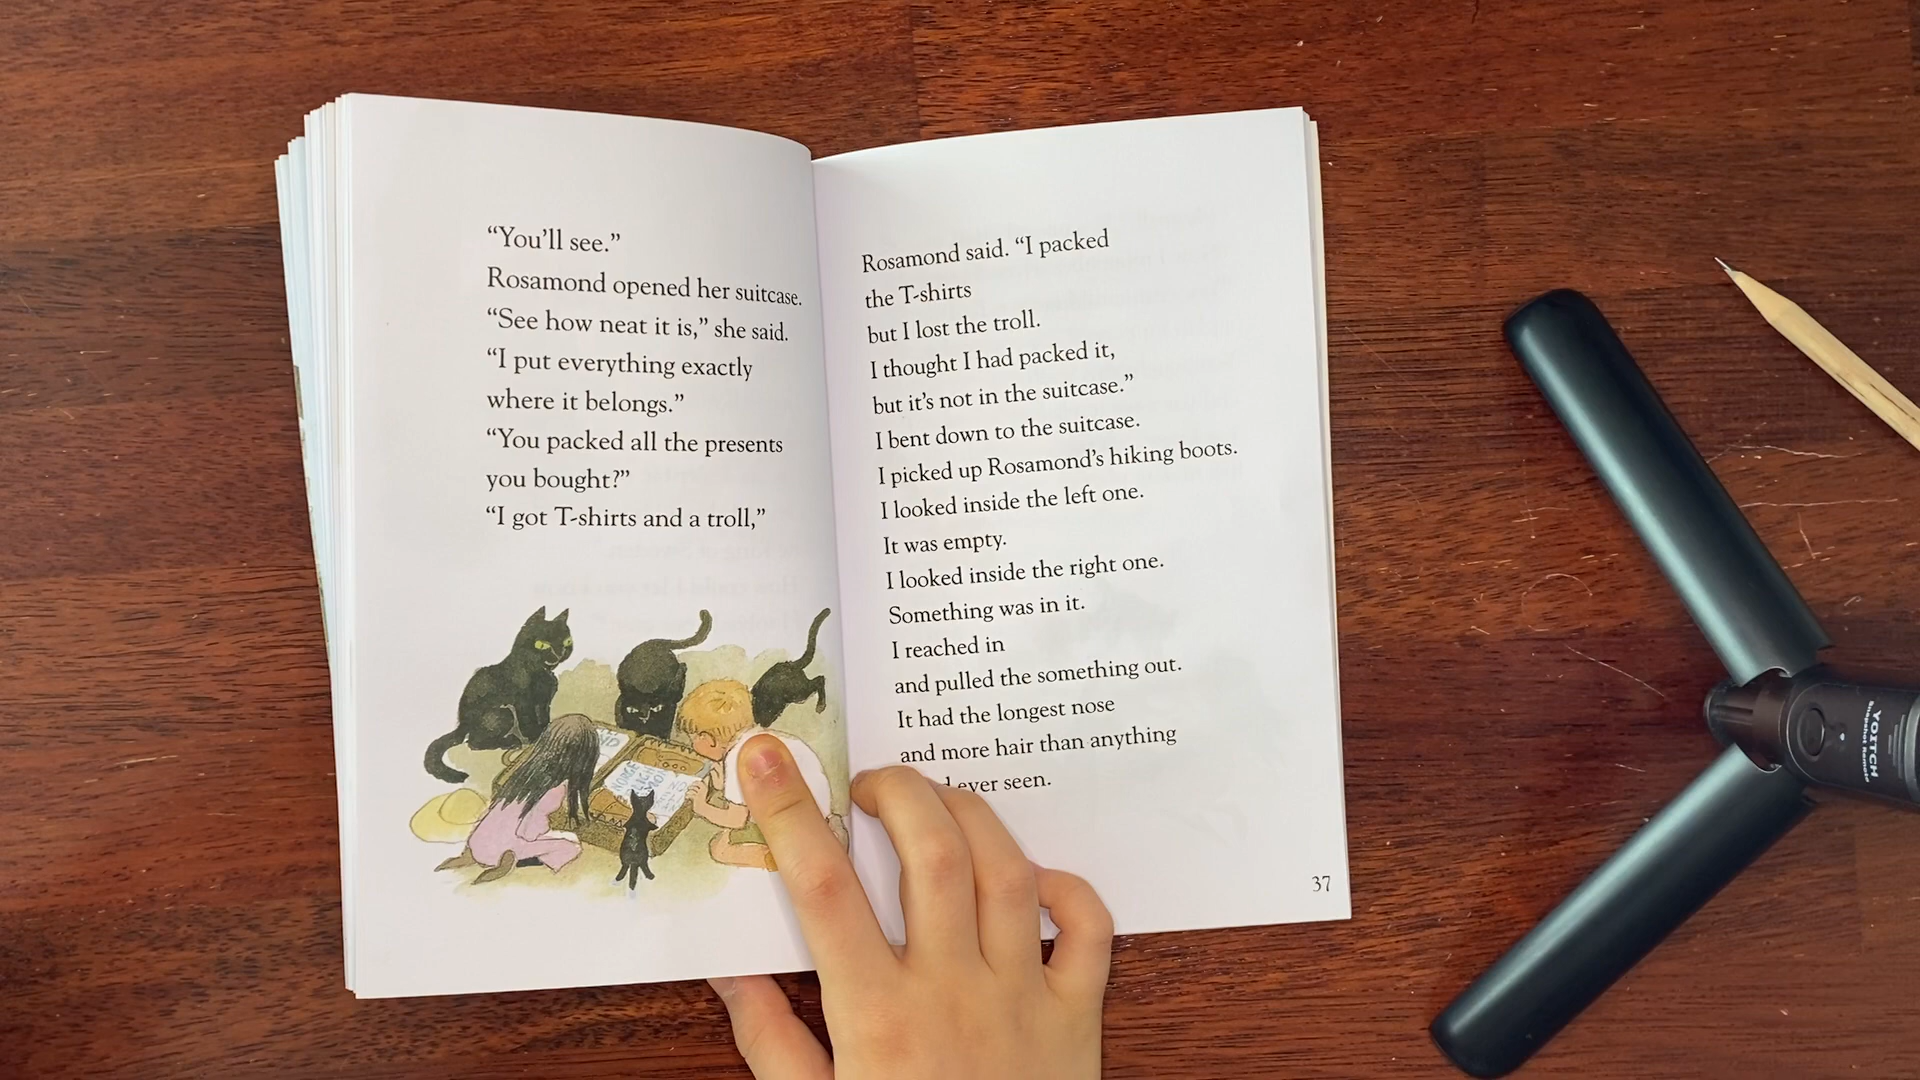 “You’ll see.”
Rosamond opened her suitcase.
“See how neat it is,” she said.
“I put everything exactly
where it belongs.”
“You packed all the presents
you bought?”
“I got T-shirts and a troll,”
Rosamond said. “I packed
the T-shirts
but I lost the troll.
I thought I had packed it,
but it’s not in the suitcase.”
I bent down to the suitcase.
I picked up Rosamond’s hiking boots.
I looked inside the left one.
It was empty.
I looked inside the right one.
Something was in it.
I reached in
and pulled the something out.
It had the longest nose
and more hair than anything
ever seen.
37
YOITCH
Snapshot Remote